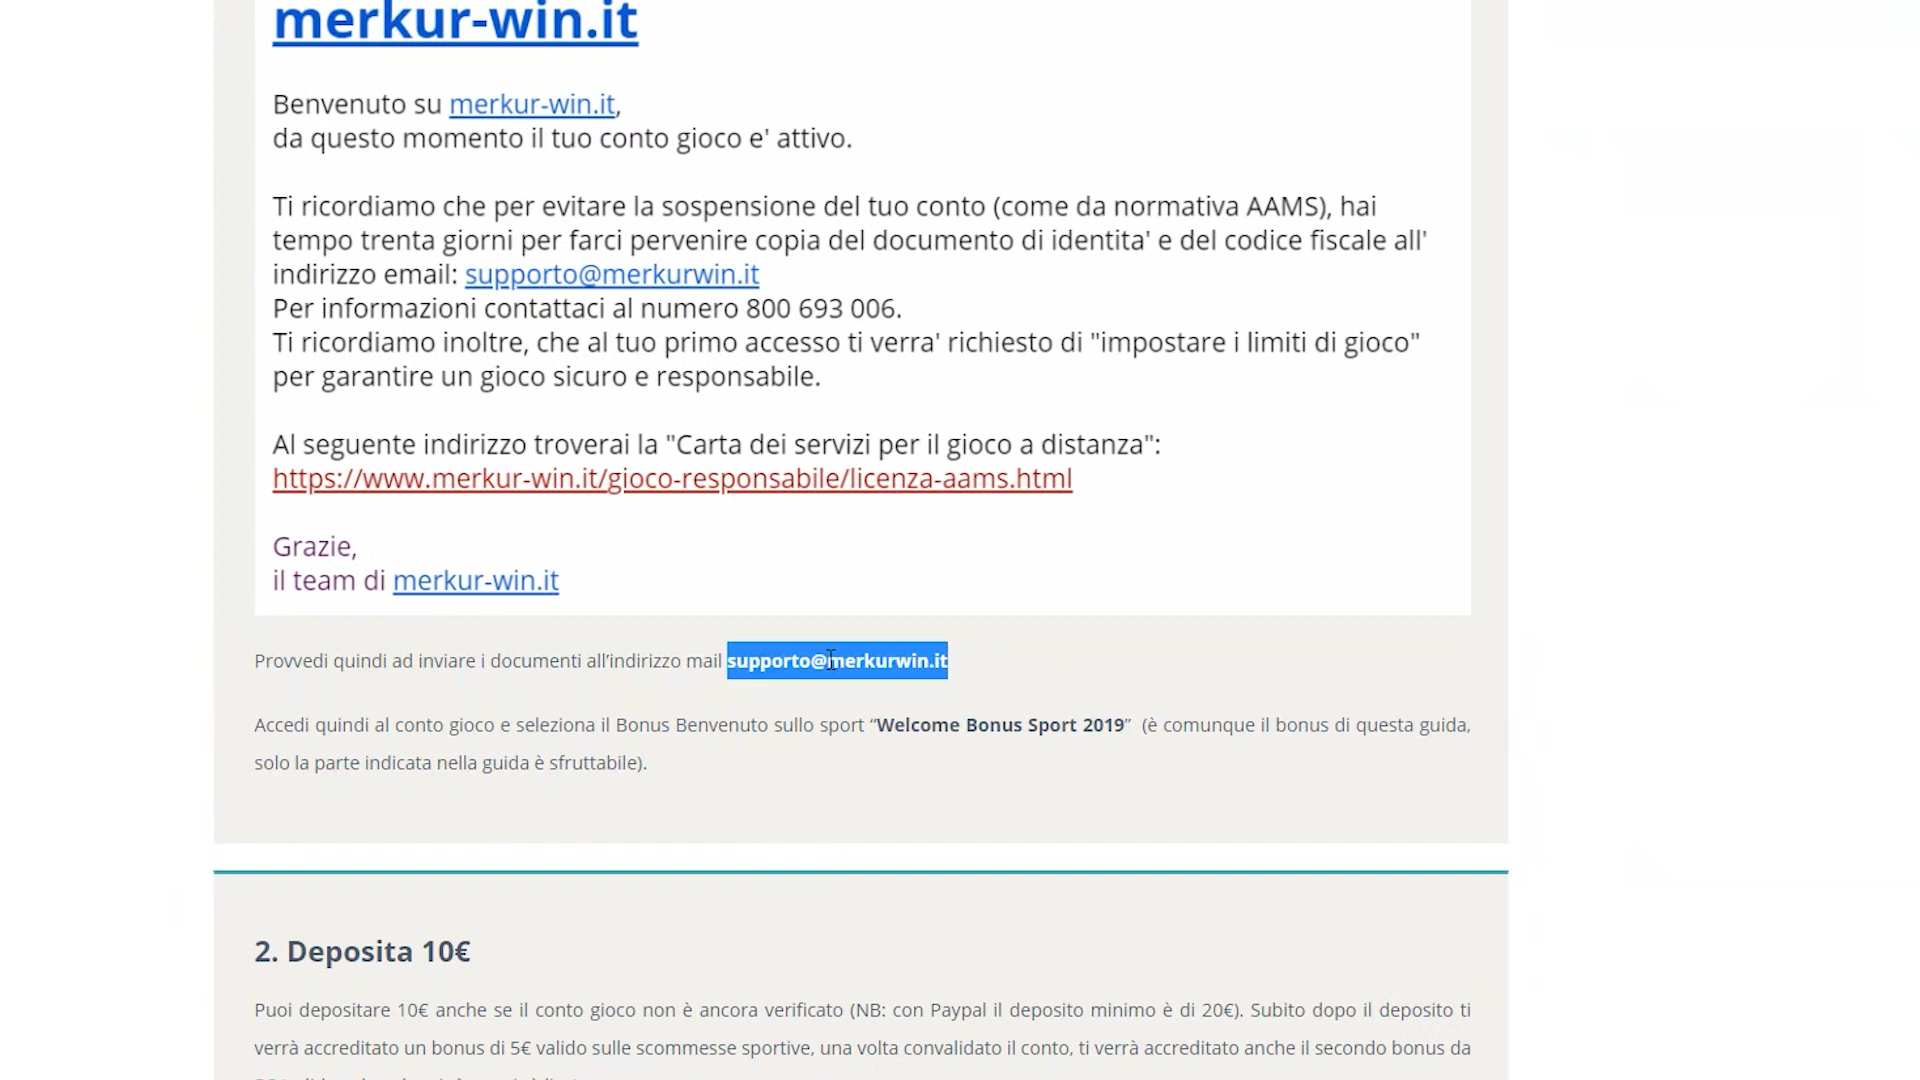 merkur-win.it
Benvenuto su merkur-win.it,
da questo momento il tuo conto gioco e' attivo.
Ti ricordiamo che per evitare la sospensione del tuo conto (come da normativa AAMS), hai
tempo trenta giorni per farci pervenire copia del documento di identita' e del codice fiscale all'
indirizzo email: supporto@merkurwin.it
Per informazioni contattaci al numero 800 693 006.
Ti ricordiamo inoltre, che al tuo primo accesso ti verra' richiesto di "impostare i limiti di gioco"
per garantire un gioco sicuro e responsabile.
Al seguente indirizzo troverai la "Carta dei servizi per il gioco a distanza":
https://www.merkur-win.it/gioco-responsabile/licenza-aams.html
Grazie,
il team di merkur-win.it
Provvedi quindi ad inviare i documenti all’indirizzo mail supporto@merkurwin.it
Accedi quindi al conto gioco e seleziona il Bonus Benvenuto sullo sport “Welcome Bonus Sport 2019” (è comunque il bonus di questa guida,
solo la parte indicata nella guida è sfruttabile).
2. Deposita 10€
Puoi depositare 10€ anche se il conto gioco non è ancora verificato (NB: con Paypal il deposito minimo è di 20€). Subito dopo il deposito ti
verrà accreditato un bonus di 5€ valido sulle scommesse sportive, una volta convalidato il conto, ti verrà accreditato anche il secondo bonus da